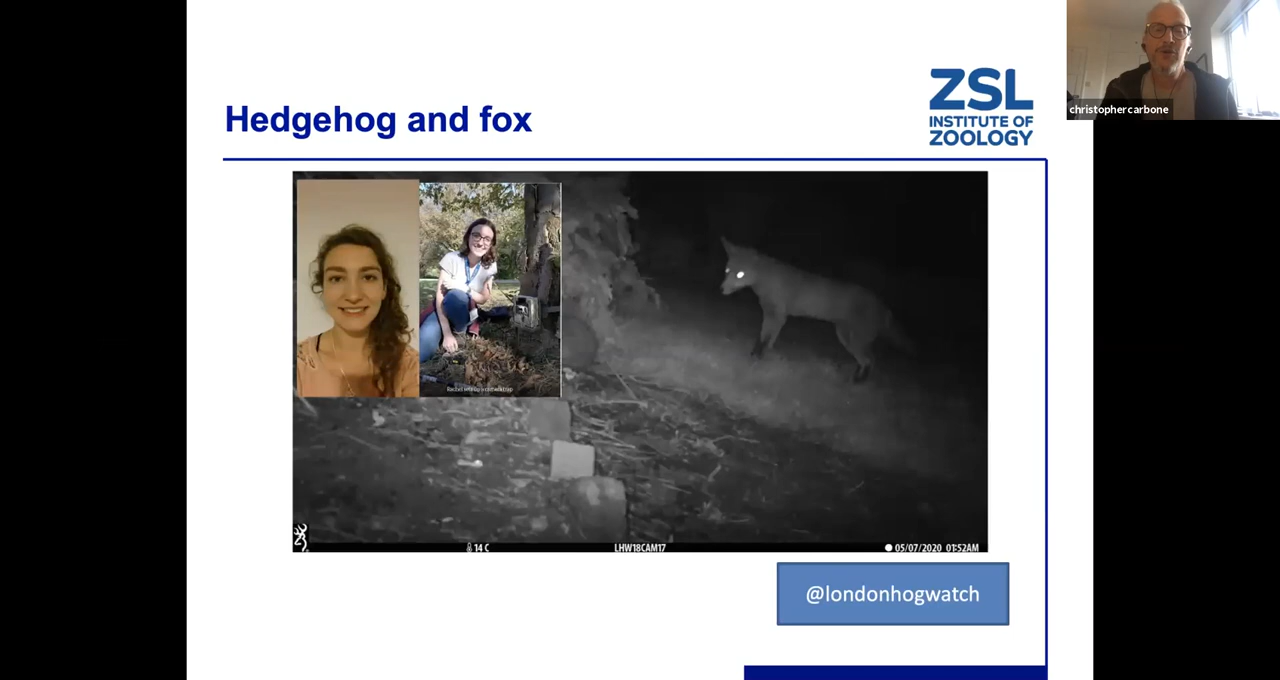 Hedgehog and fox
ZSL
INSTITUTE OF
ZOOLOGY
christophercarbone
14 C
LHW18CAM17
05/07/2020 01:52AM
@londonhogwatch